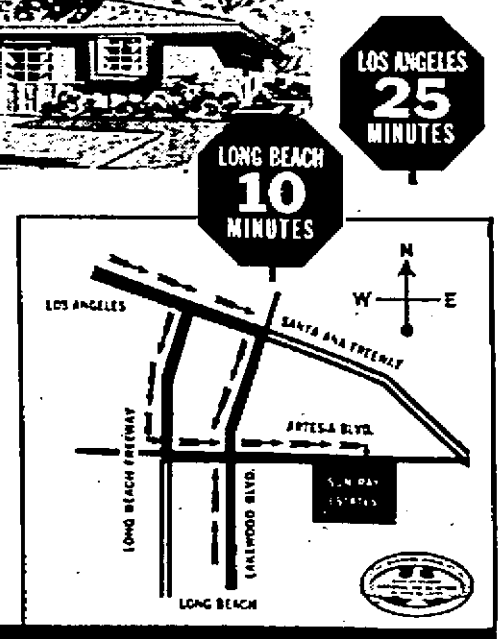 LOS ANGELES
25
MINUTES
LONG BEACH
10
MINUTES
N
W E
LOS ANGELES
SANTA ANA FREEWAY
ARTESIA BLVD.
LONG BEACH FREEWAY
LAKEWOOD BLVD.
SUN RAY
ESTATES
LONG BEACH